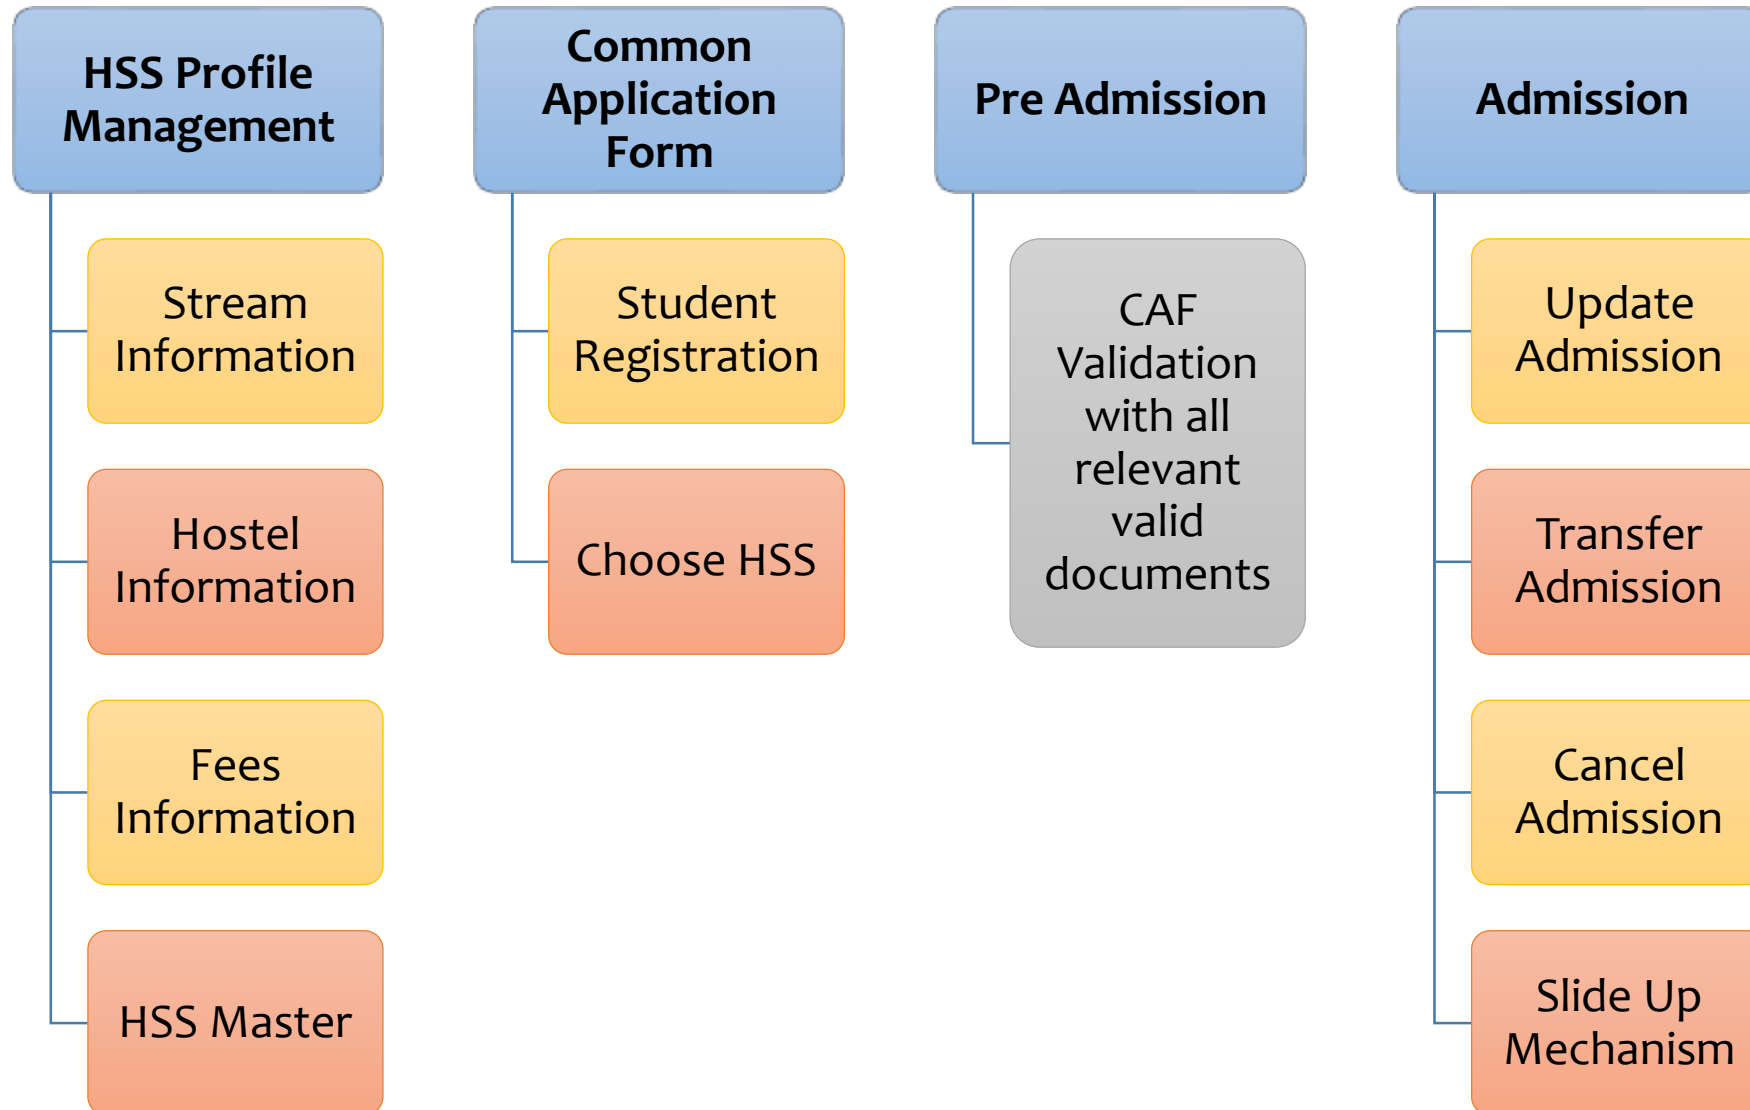 HSS Profile
Management
Stream
Information
Hostel
Information
Fees
Information
HSS Master
Common
Application
Form
Student
Registration
Choose HSS
Pre Admission
CAF
Validation
with all
relevant
valid
documents
Admission
Update
Admission
Transfer
Admission
Cancel
Admission
Slide Up
Mechanism